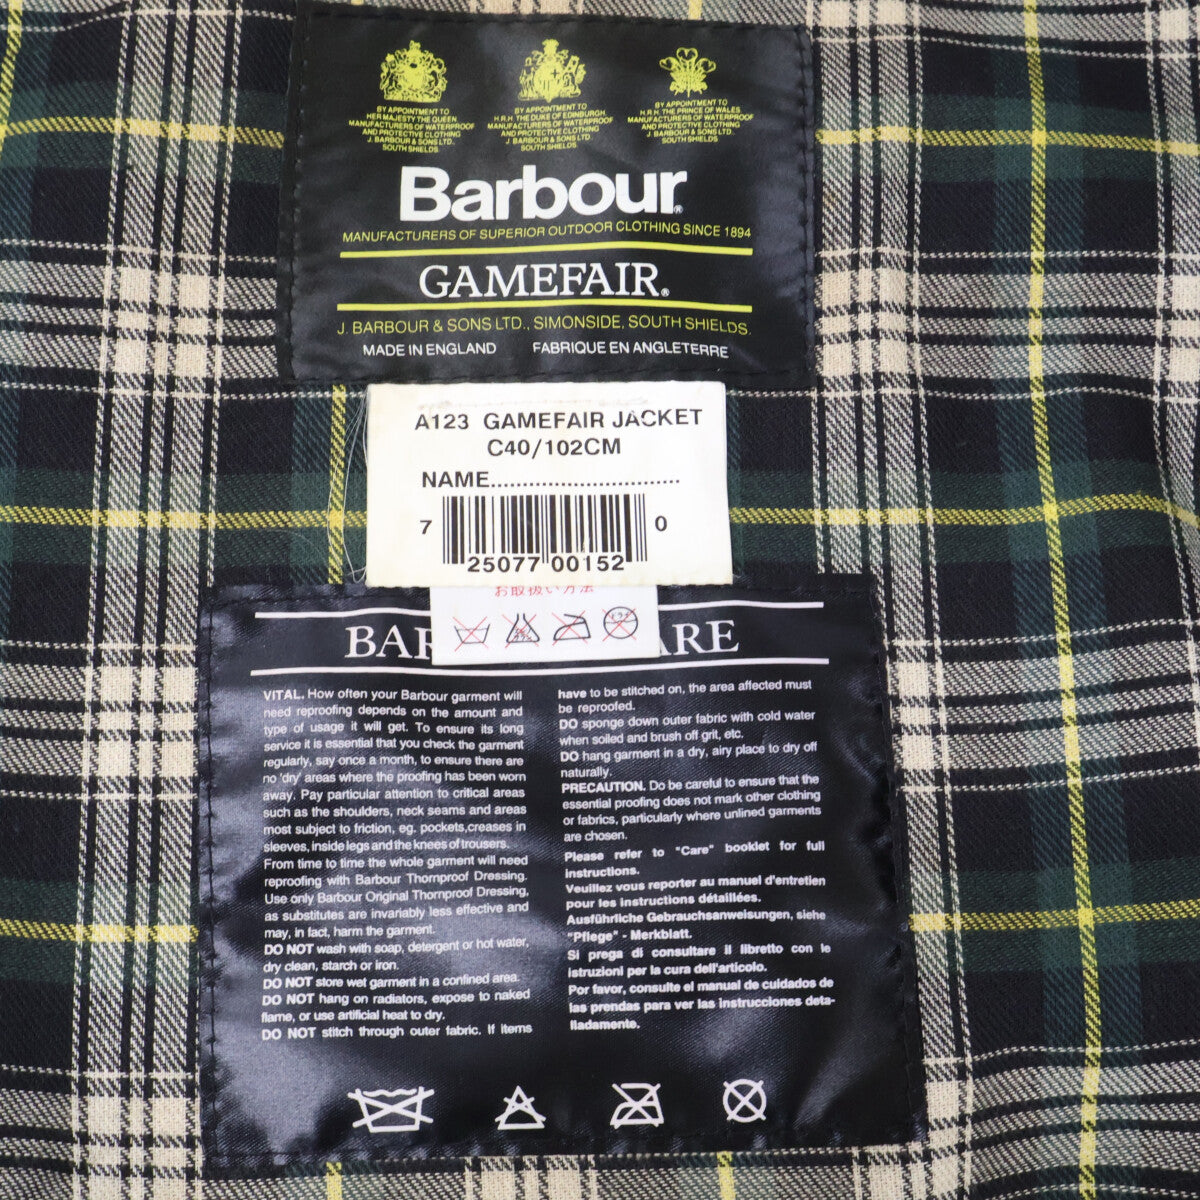 BY APPOINTMENT TO
HER MAJESTY THE QUEEN
MANUFACTURERS OF WATERPROOF
AND PROTECTIVE CLOTHING
J. BARBOUR & SONS LTD.
SOUTH SHIELDS
BY APPOINTMENT TO
H.R.H. THE DUKE OF EDINBURGH
MANUFACTURERS OF WATERPROOF
AND PROTECTIVE CLOTHING
J. BARBOUR & SONS LTD.
SOUTH SHIELDS
BY APPOINTMENT TO
H.R.H. THE PRINCE OF WALES
MANUFACTURERS OF WATERPROOF
AND PROTECTIVE CLOTHING
J. BARBOUR & SONS LTD.
SOUTH SHIELDS
Barbour®
MANUFACTURERS OF SUPERIOR OUTDOOR CLOTHING SINCE 1894
GAMEFAIR®
J. BARBOUR & SONS LTD., SIMONSIDE, SOUTH SHIELDS.
MADE IN ENGLAND FABRIQUE EN ANGLETERRE
A123 GAMEFAIR JACKET
C40/102CM
NAME..............................
7 25077 00152 0
お取扱い方法
BAR ARE
VITAL. How often your Barbour garment will
need reproofing depends on the amount and
type of usage it will get. To ensure its long
service it is essential that you check the garment
regularly, say once a month, to ensure there are
no 'dry' areas where the proofing has been worn
away. Pay particular attention to critical areas
such as the shoulders, neck seams and areas
most subject to friction, eg. pockets,creases in
sleeves, inside legs and the knees of trousers.
From time to time the whole garment will need
reproofing with Barbour Thornproof Dressing.
Use only Barbour Original Thornproof Dressing,
as substitutes are invariably less effective and
may, in fact, harm the garment.
DO NOT wash with soap, detergent or hot water,
dry clean, starch or iron.
DO NOT store wet garment in a confined area.
DO NOT hang on radiators, expose to naked
flame, or use artificial heat to dry.
DO NOT stitch through outer fabric. If items
have to be stitched on, the area affected must
be reproofed.
DO sponge down outer fabric with cold water
when soiled and brush off grit, etc.
DO hang garment in a dry, airy place to dry off
naturally.
PRECAUTION. Do be careful to ensure that the
essential proofing does not mark other clothing
or fabrics, particularly where unlined garments
are chosen.
Please refer to "Care" booklet for full
instructions.
Veuillez vous reporter au manuel d'entretien
pour les instructions détaillées.
Ausführliche Gebrauchsanweisungen, siehe
"Pflege" - Merkblatt.
Si prega di consultare il libretto con le
istruzioni per la cura dell'articolo.
Por favor, consulte el manual de cuidados de
las prendas para ver las instrucciones deta-
lladamente.